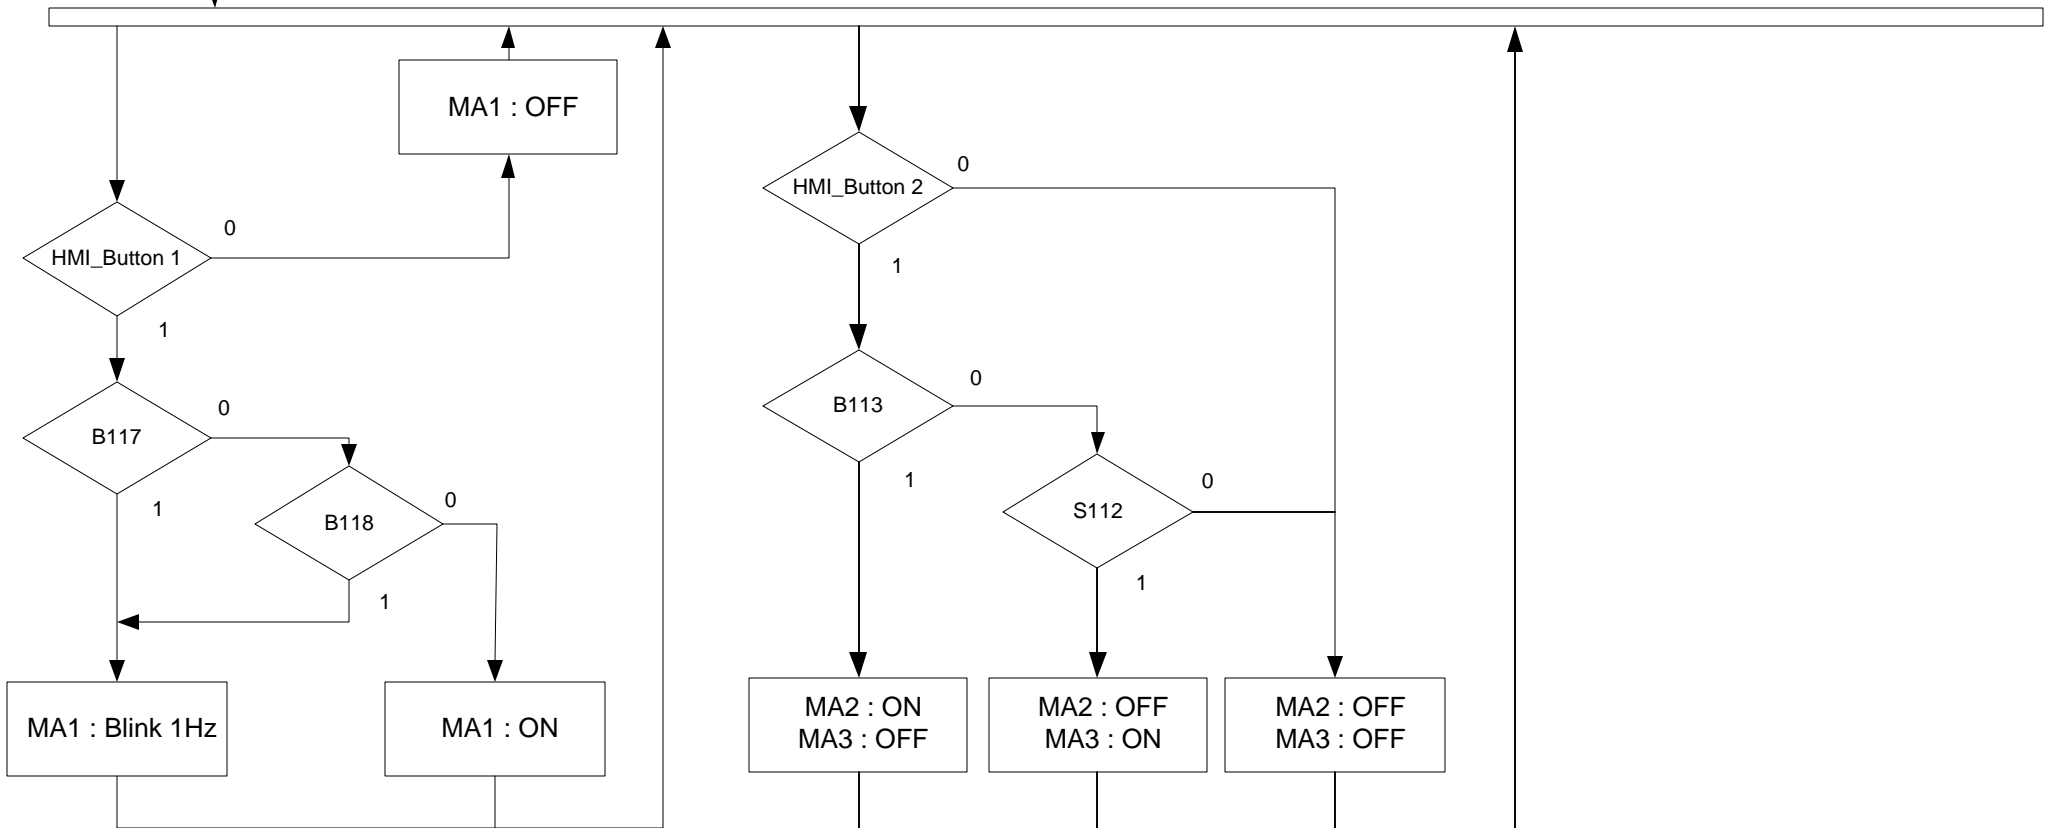 MA1 : OFF
HMI_Button 1
0
1
B117
0
1
B118
0
1
MA1 : Blink 1Hz
MA1 : ON
HMI_Button 2
0
1
B113
0
1
S112
0
1
MA2 : ON
MA3 : OFF
MA2 : OFF
MA3 : ON
MA2 : OFF
MA3 : OFF